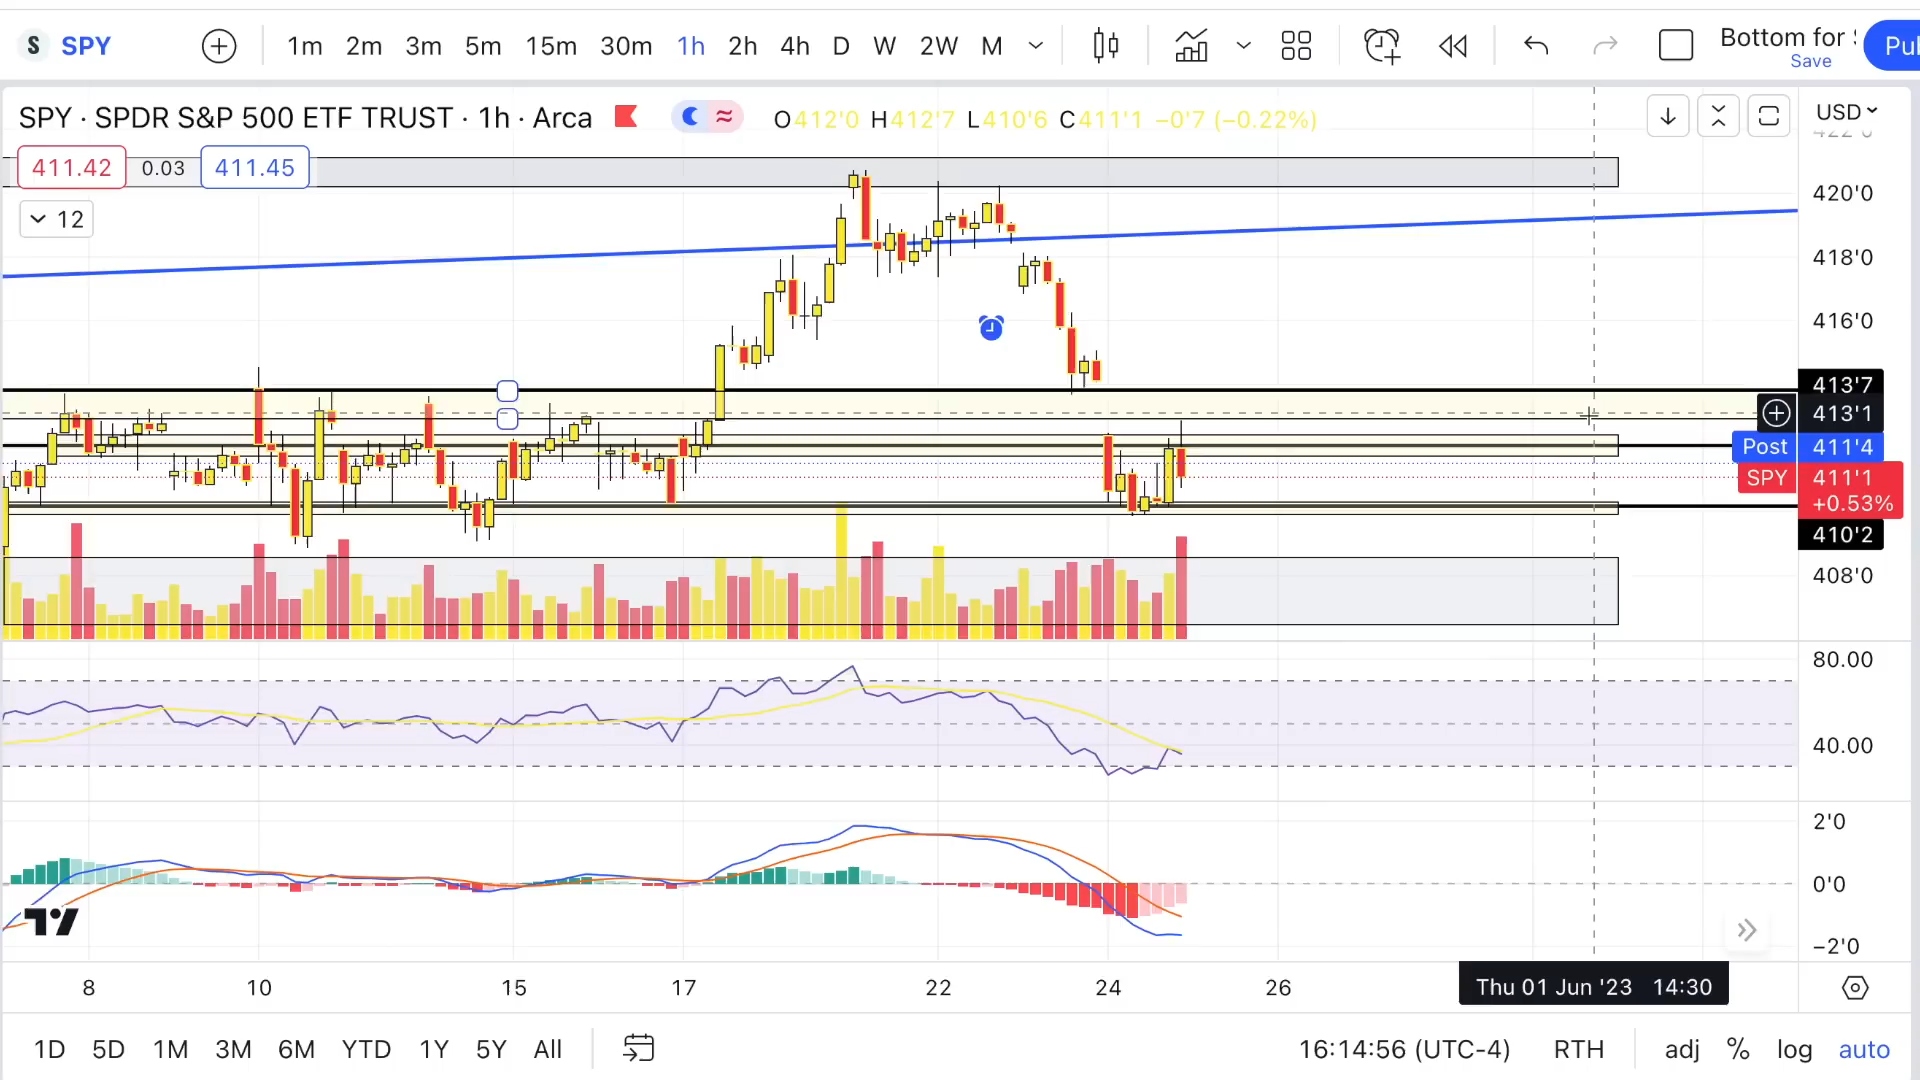 S SPY 1m 2m 3m 5m 15m 30m 1h 2h 4h D W 2W M Bottom for
Save
SPY · SPDR S&P 500 ETF TRUST · 1h · Arca O412'0 H412'7 L410'6 C411'1 −0'7 (−0.22%) USD
411.42 0.03 411.45
12
420'0
418'0
416'0
413'7
413'1
Post 411'4
SPY 411'1
+0.53%
410'2
408'0
80.00
40.00
2'0
0'0
−2'0
8 10 15 17 22 24 26 Thu 01 Jun '23 14:30
1D 5D 1M 3M 6M YTD 1Y 5Y All 16:14:56 (UTC-4) RTH adj % log auto